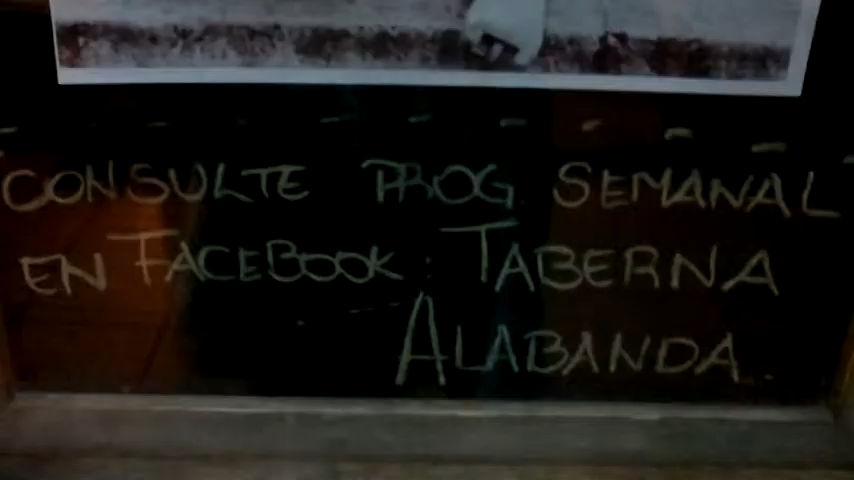 CONSULTE PROG. SEMANAL
EN FACEBOOK: TABERNA
ALABANDA.